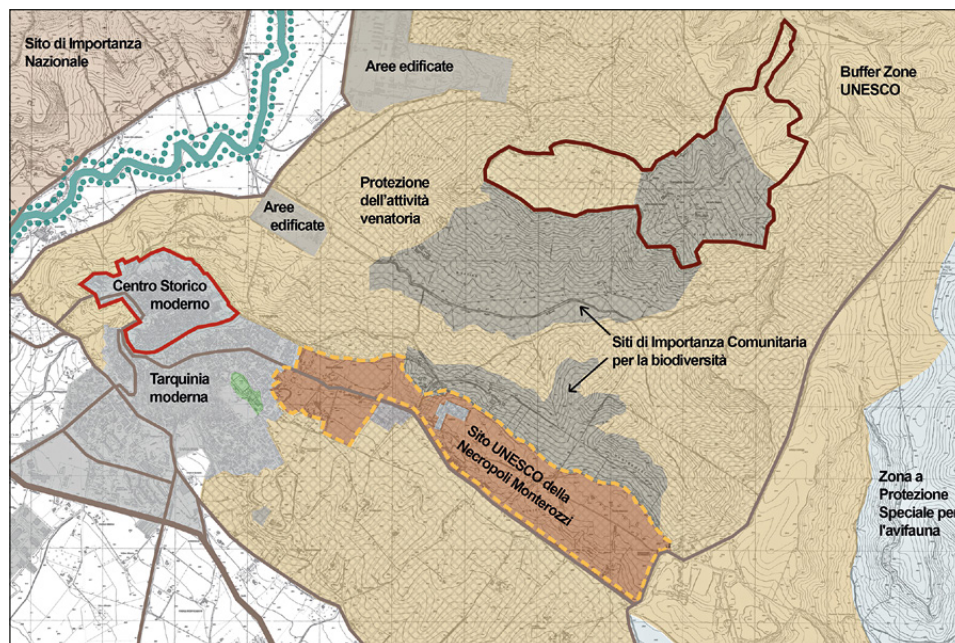 Sito di Importanza
Nazionale
Aree edificate
Buffer Zone
UNESCO
Protezione
dell'attività
venatoria
Aree
edificate
Centro Storico
moderno
Siti di Importanza Comunitaria
per la biodiversità
Tarquinia
moderna
Sito UNESCO della
Necropoli Monterozzi
Zona a
Protezione
Speciale per
l'avifauna